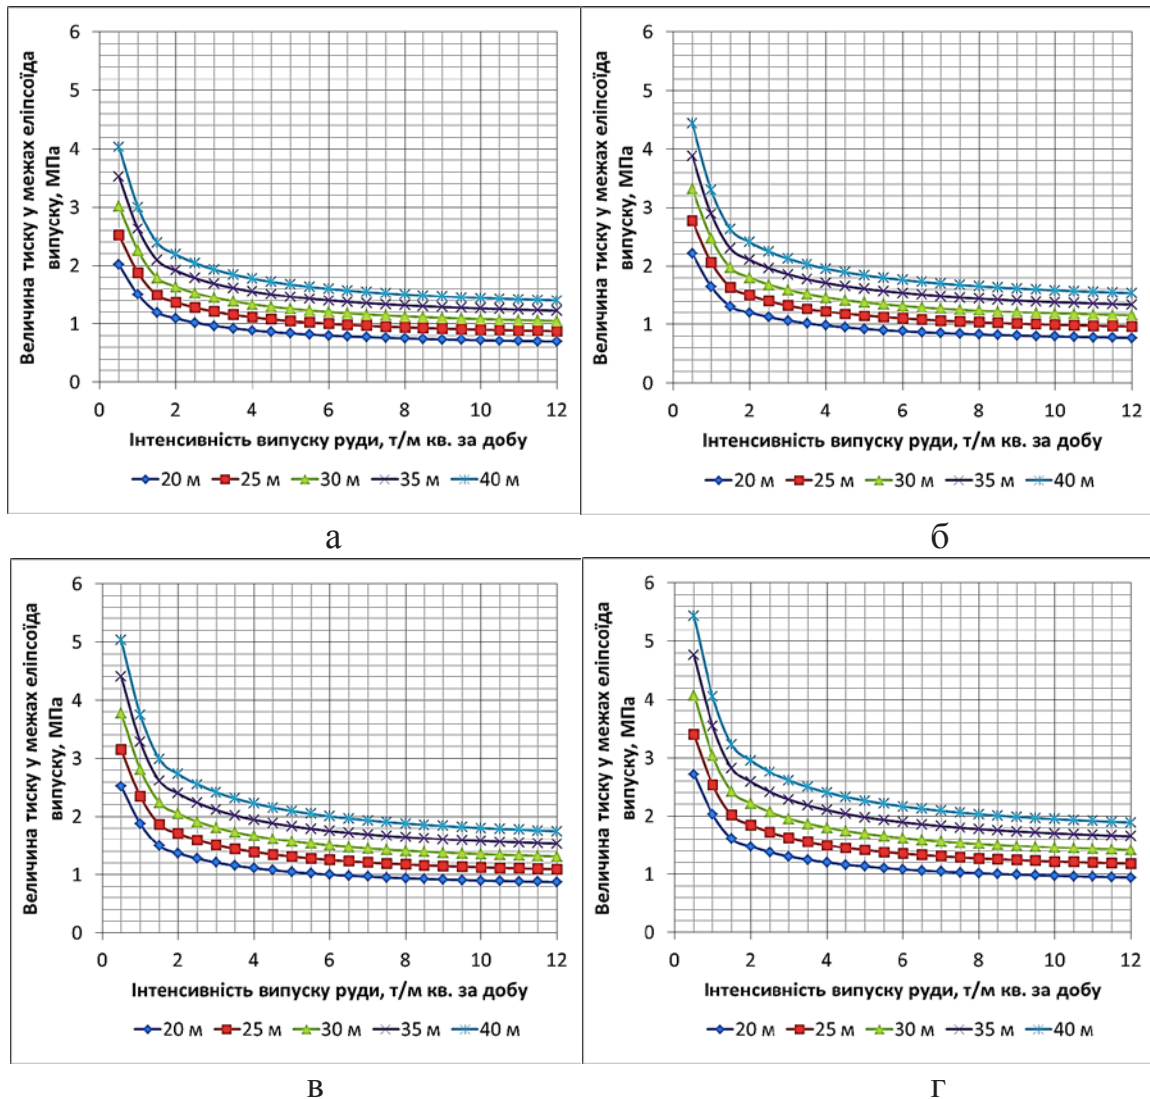 6
5
4
3
2
1
0
0 2 4 6 8 10 12
Величина тиску у межах еліпсоїда
випуску, МПа
Інтенсивність випуску руди, т/м кв. за добу
20 м 25 м 30 м 35 м 40 м
а
6
5
4
3
2
1
0
0 2 4 6 8 10 12
Величина тиску у межах еліпсоїда
випуску, МПа
Інтенсивність випуску руди, т/м кв. за добу
20 м 25 м 30 м 35 м 40 м
б
6
5
4
3
2
1
0
0 2 4 6 8 10 12
Величина тиску у межах еліпсоїда
випуску, МПа
Інтенсивність випуску руди, т/м кв. за добу
20 м 25 м 30 м 35 м 40 м
в
6
5
4
3
2
1
0
0 2 4 6 8 10 12
Величина тиску у межах еліпсоїда
випуску, МПа
Інтенсивність випуску руди, т/м кв. за добу
20 м 25 м 30 м 35 м 40 м
г